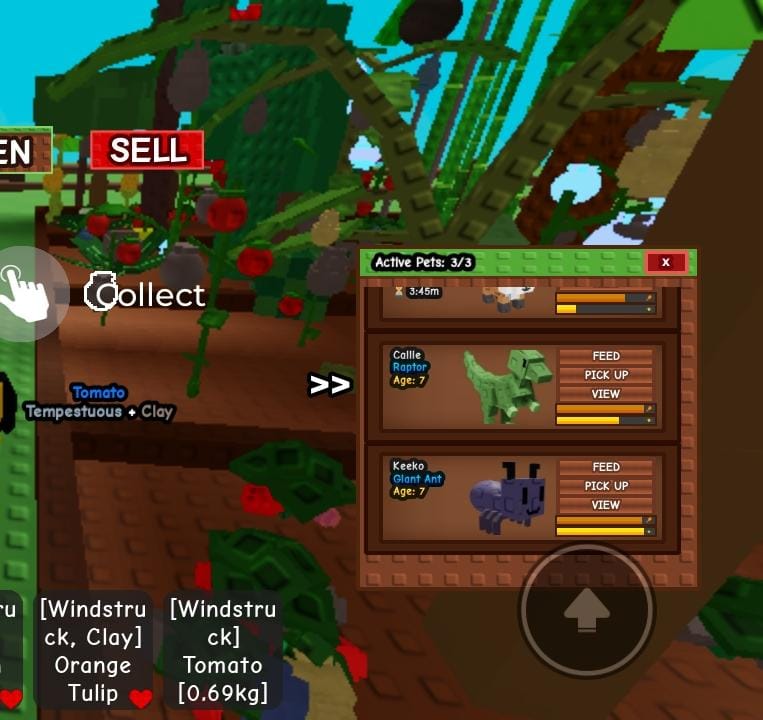 EN
SELL
Active Pets: 3/3
X
3:45m
Collect
Callie
Raptor
Age: 7
FEED
PICK UP
VIEW
>>
Tomato
Tempestuous + Clay
Keeko
Giant Ant
Age: 7
FEED
PICK UP
VIEW
ru
[Windstru
ck, Clay]
Orange
Tulip
[Windstru
ck]
Tomato
[0.69kg]